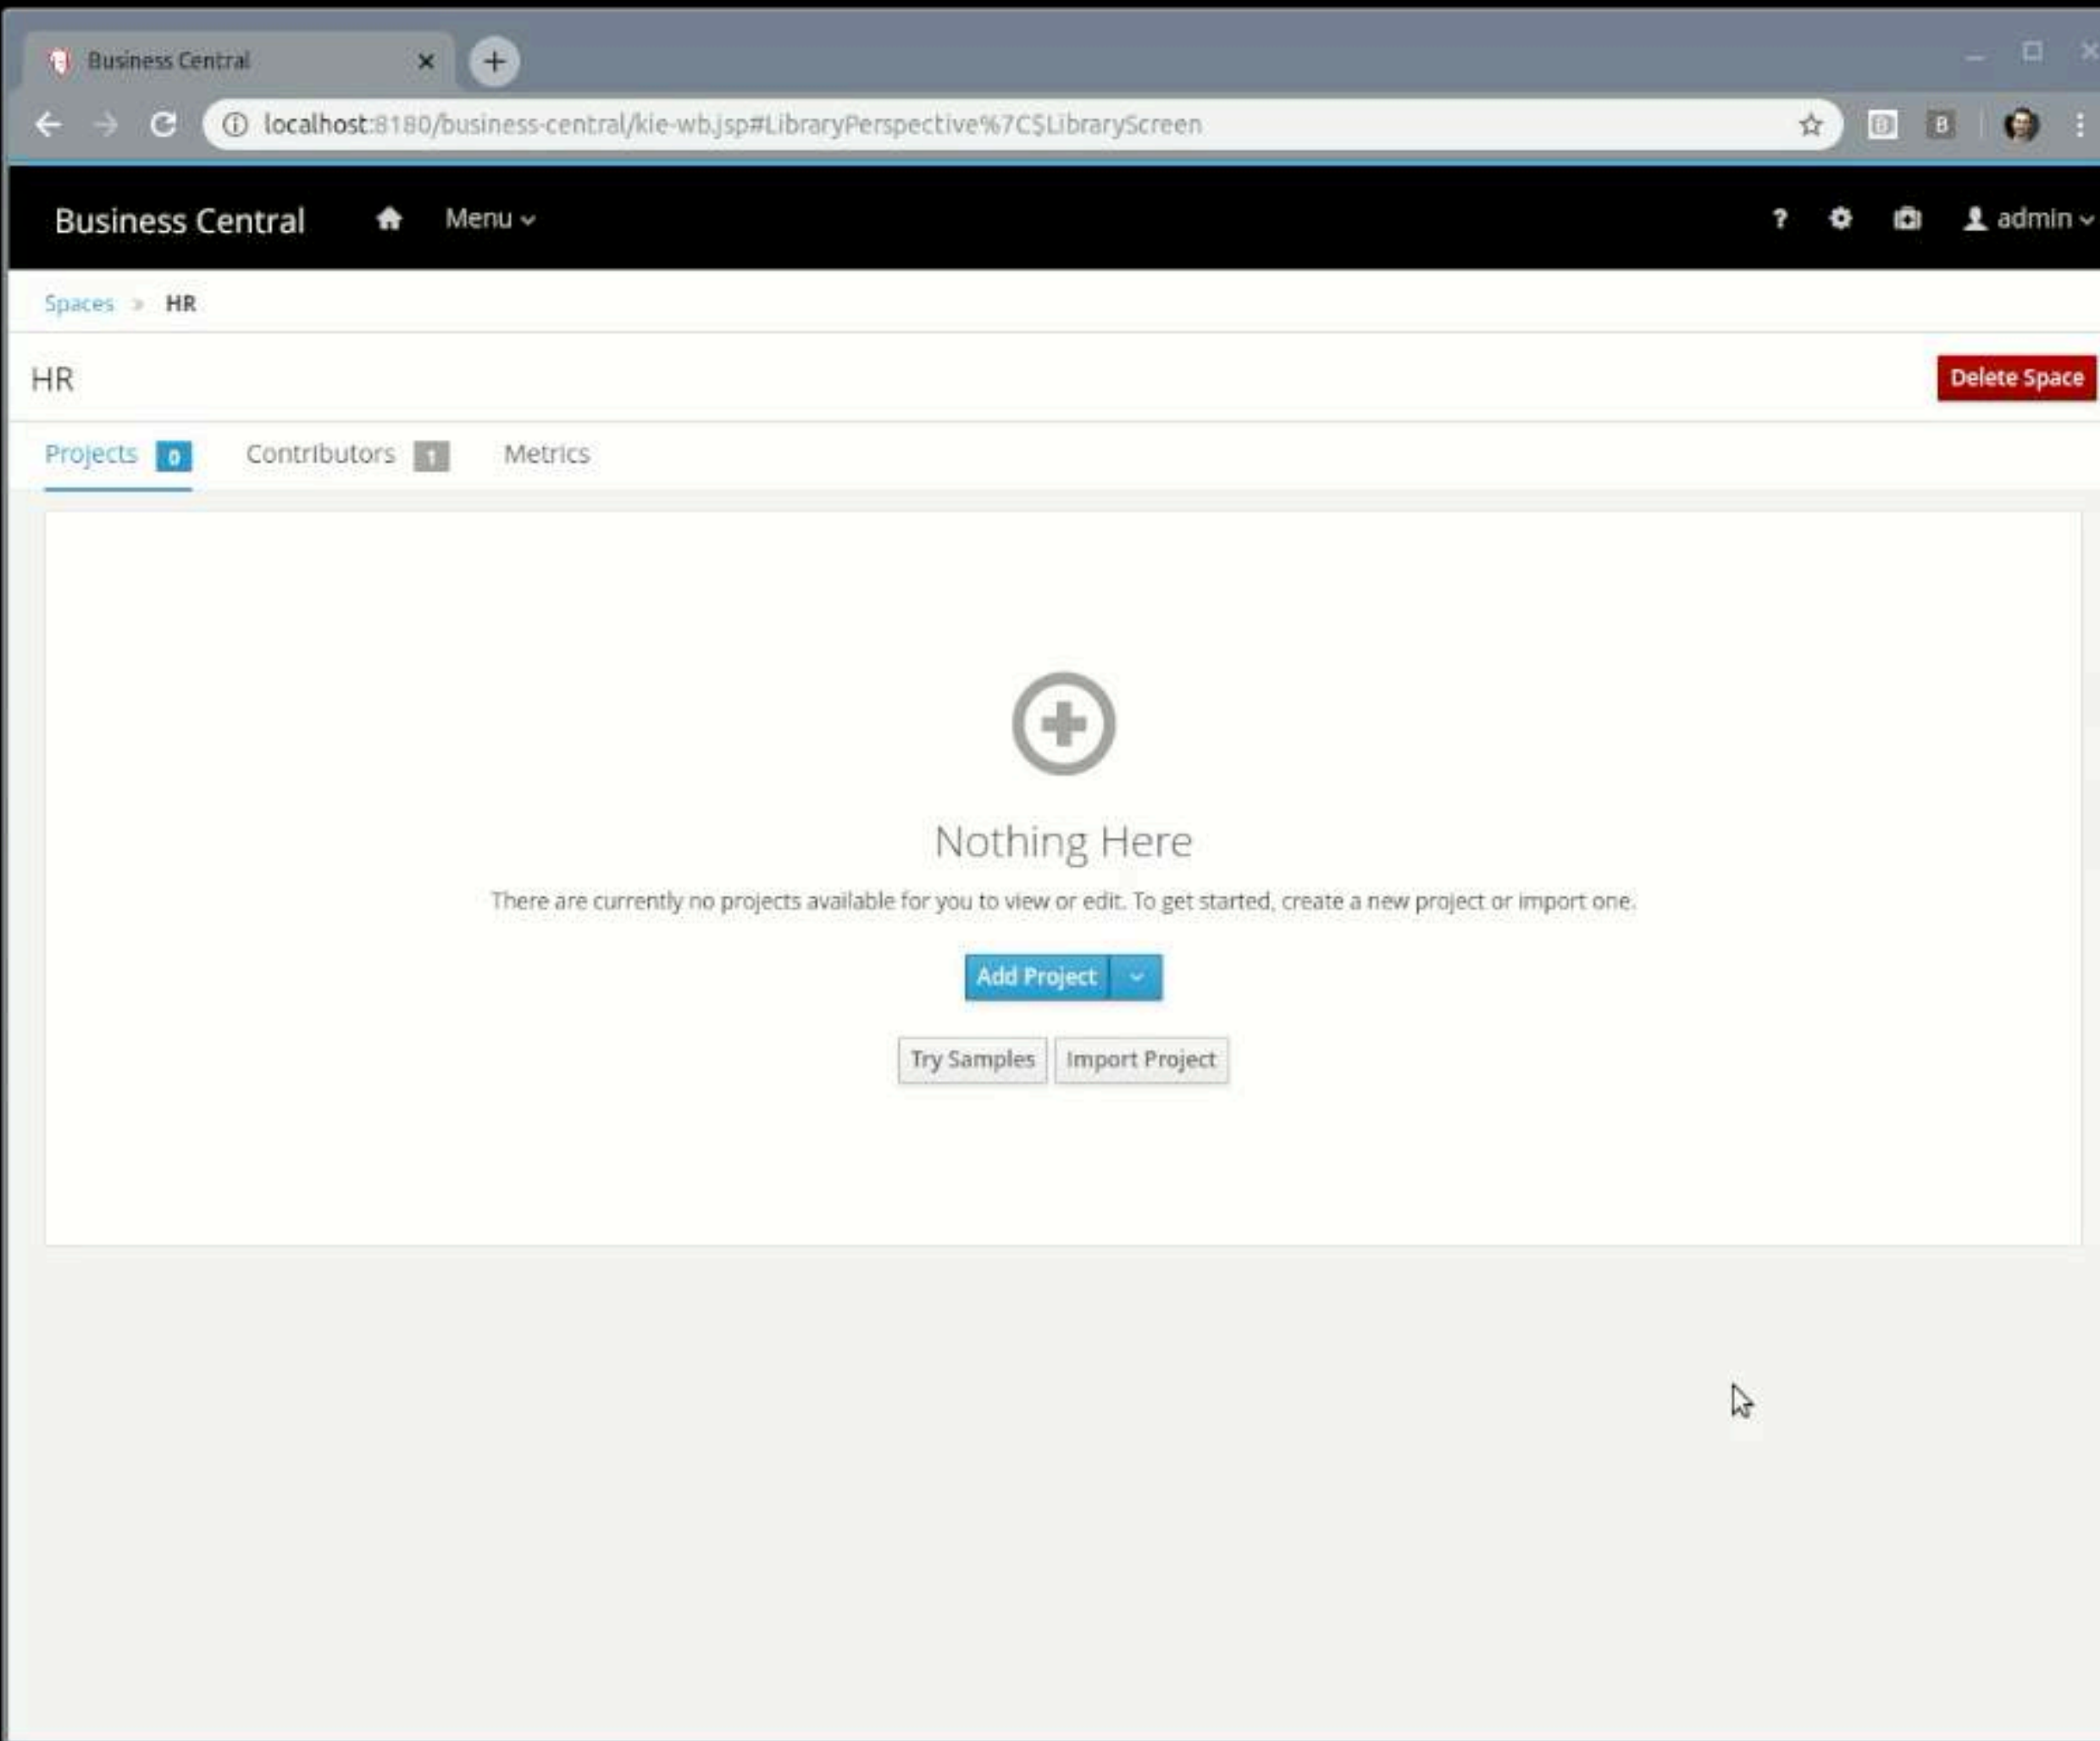 Business Central
localhost:8180/business-central/kie-wb.jsp#LibraryPerspective%7C$LibraryScreen
B
Business Central Menu ? admin
Spaces » HR
HR Delete Space
Projects 0 Contributors 1 Metrics
Nothing Here
There are currently no projects available for you to view or edit. To get started, create a new project or import one.
Add Project
Try Samples Import Project